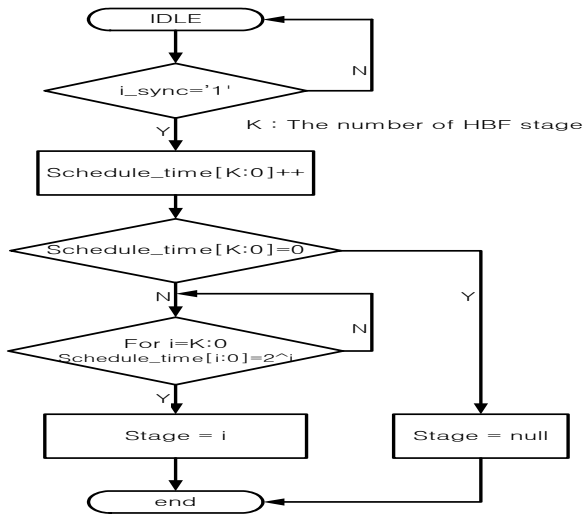 IDLE
N
i_sync='1'
Y
K : The number of HBF stage
Schedule_time[K:0]++
Schedule_time[K:0]=0
N
Y
N
For i=K:0
Schedule_time[i:0]=2^i
Y
Stage = i
Stage = null
end